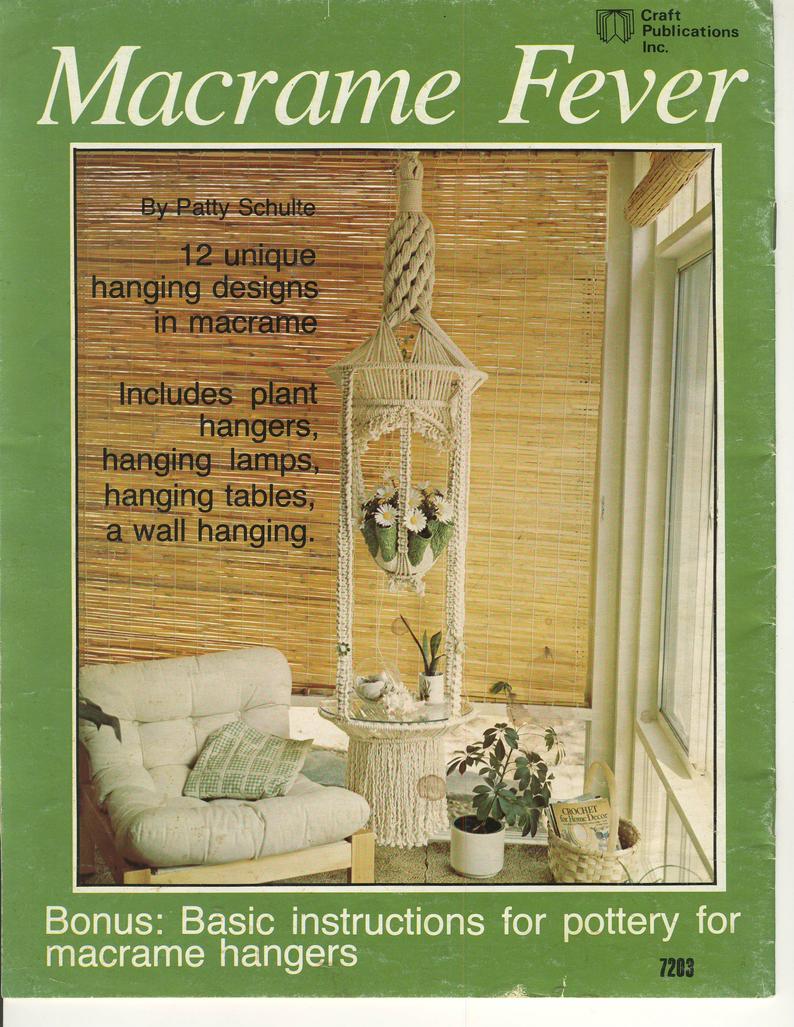 Craft
Publications
Inc.
Macrame Fever
By Patty Schulte
12 unique
hanging designs
in macrame
Includes plant
hangers,
hanging lamps,
hanging tables,
a wall hanging.
CROCHET
for Home Decor
Bonus: Basic instructions for pottery for
macrame hangers
7203